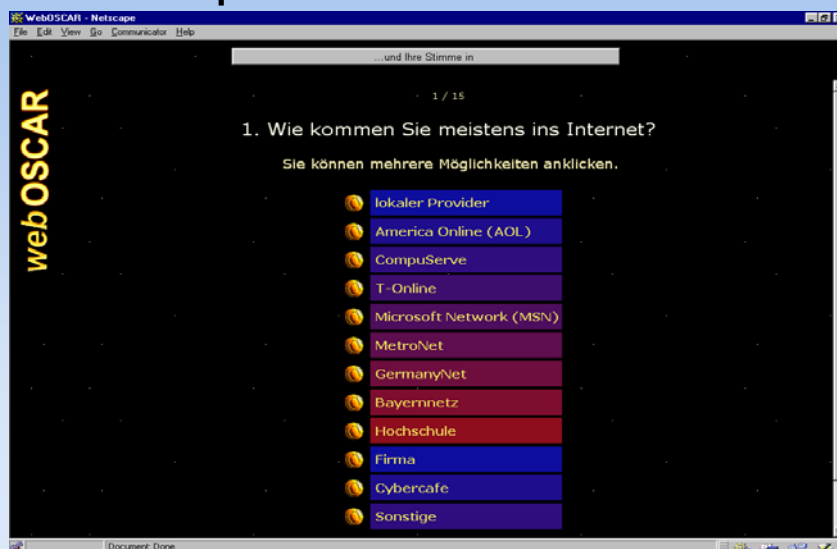 WebOSCAR - Netscape
File Edit View Go Communicator Help
...und Ihre Stimme in
webOSCAR
1 / 15
1. Wie kommen Sie meistens ins Internet?
Sie können mehrere Möglichkeiten anklicken.
lokaler Provider
America Online (AOL)
CompuServe
T-Online
Microsoft Network (MSN)
MetroNet
GermanyNet
Bayernnetz
Hochschule
Firma
Cybercafe
Sonstige
Document: Done